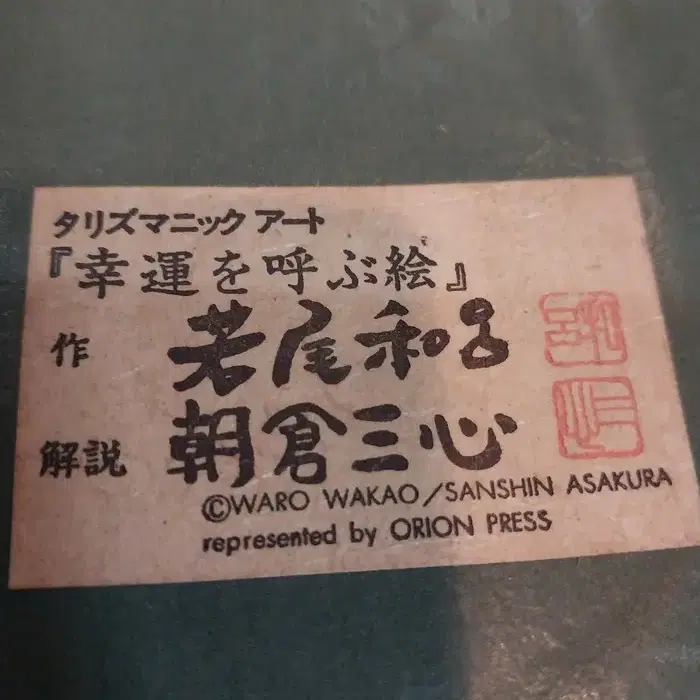 タリズマニック アート
『幸運を呼ぶ絵』
作 若尾和呂
解説 朝倉三心
©WARO WAKAO/SANSHIN ASAKURA
represented by ORION PRESS